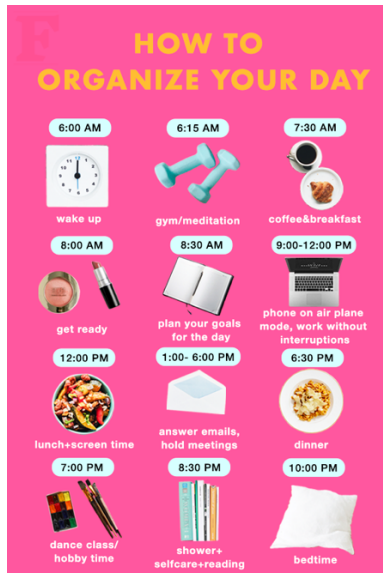 F
HOW TO
ORGANIZE YOUR DAY
6:00 AM
wake up
6:15 AM
gym/meditation
7:30 AM
coffee&breakfast
8:00 AM
get ready
8:30 AM
plan your goals
for the day
9:00-12:00 PM
phone on air plane
mode, work without
interruptions
12:00 PM
lunch+screen time
1:00- 6:00 PM
answer emails,
hold meetings
6:30 PM
dinner
7:00 PM
dance class/
hobby time
8:30 PM
shower+
selfcare+reading
10:00 PM
bedtime